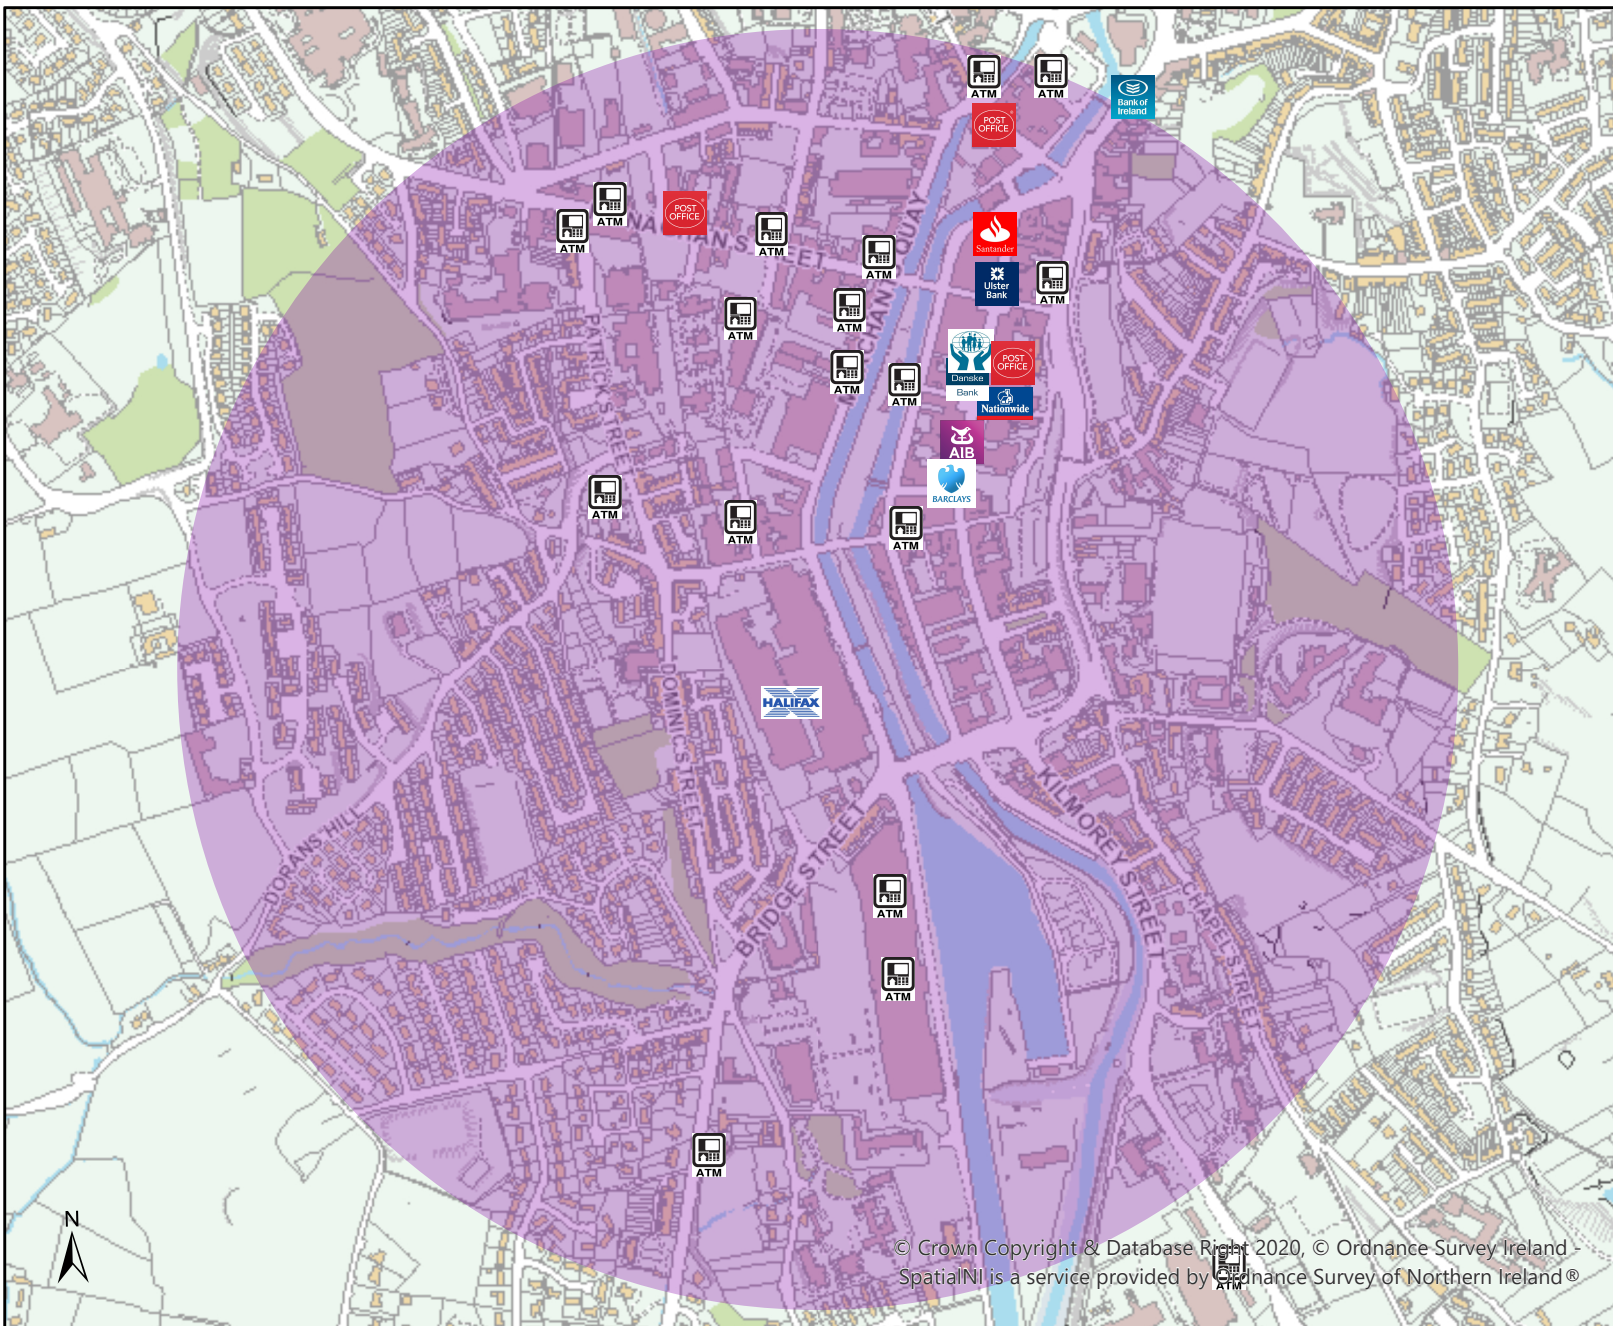 ATM
ATM
Bank of
Ireland
POST
OFFICE
ATM
POST
OFFICE
ATM
ATM
ATM
Santander
Ulster
Bank
ATM
STREET
QUAY
ATM
ATM
PATRICK STREET
ATM
ATM
Danske
Bank
POST
OFFICE
Nationwide
AIB
BARCLAYS
ATM
ATM
ATM
HALIFAX
DOMINIC STREET
KILMOREY STREET
DORANS HILL
BRIDGE STREET
CHAPEL STREET
ATM
ATM
ATM
N
© Crown Copyright & Database Right 2020, © Ordnance Survey Ireland -
SpatialNI is a service provided by Ordnance Survey of Northern Ireland ®
ATM